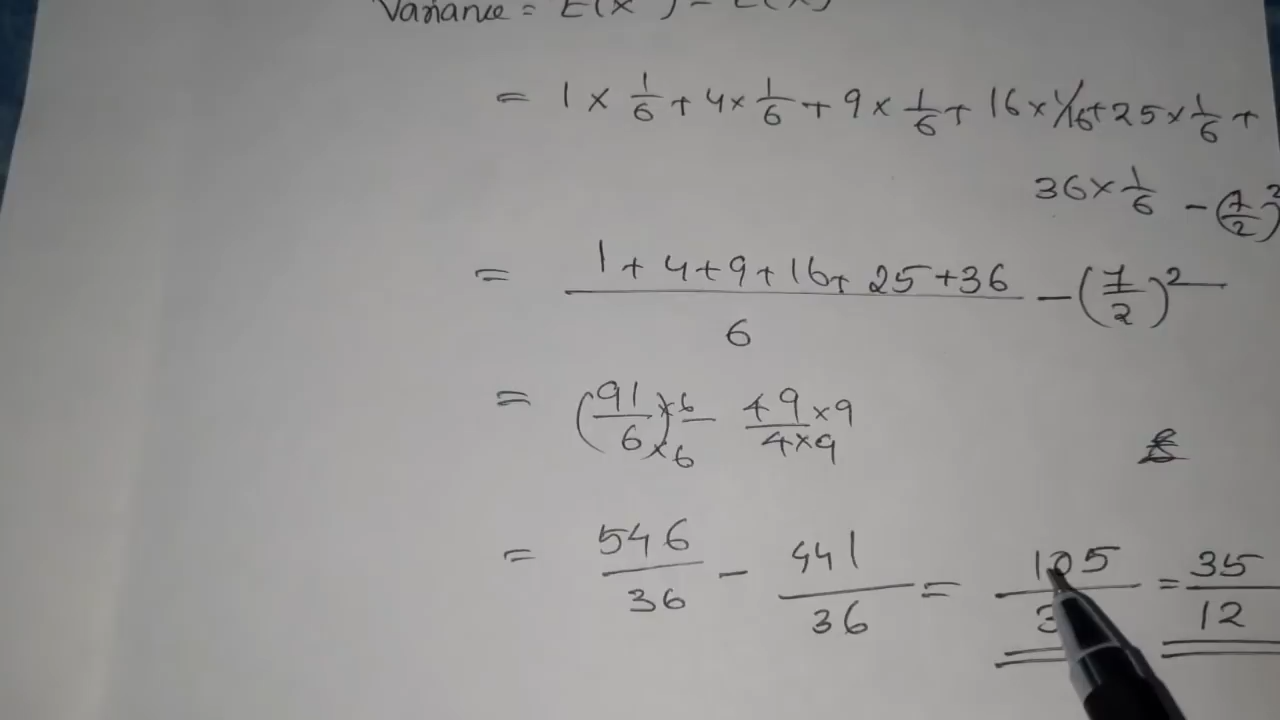 Variance = E(X ) - E(X)
= 1 × 1/6 + 4 × 1/6 + 9 × 1/6 + 16 × 1/16 + 25 × 1/6 +
36 × 1/6 - (7/2)²
= 1 + 4 + 9 + 16 + 25 + 36 / 6 - (7/2)²
= (91/6) × 6 / × 6 - 49 × 9 / 4 × 9
= 546/36 - 441/36 = 105/3 = 35/12